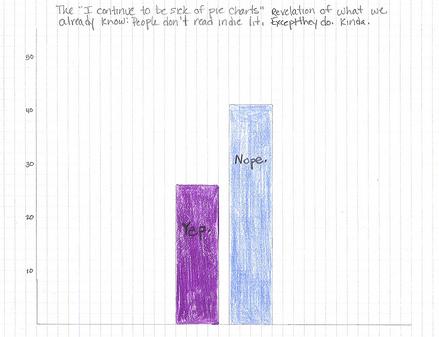 The "I continue to be sick of pie charts" revelation of what we
already know: People don't read indie lit. Except they do. Kinda.
50
40
30
20
10
Yep.
Nope.